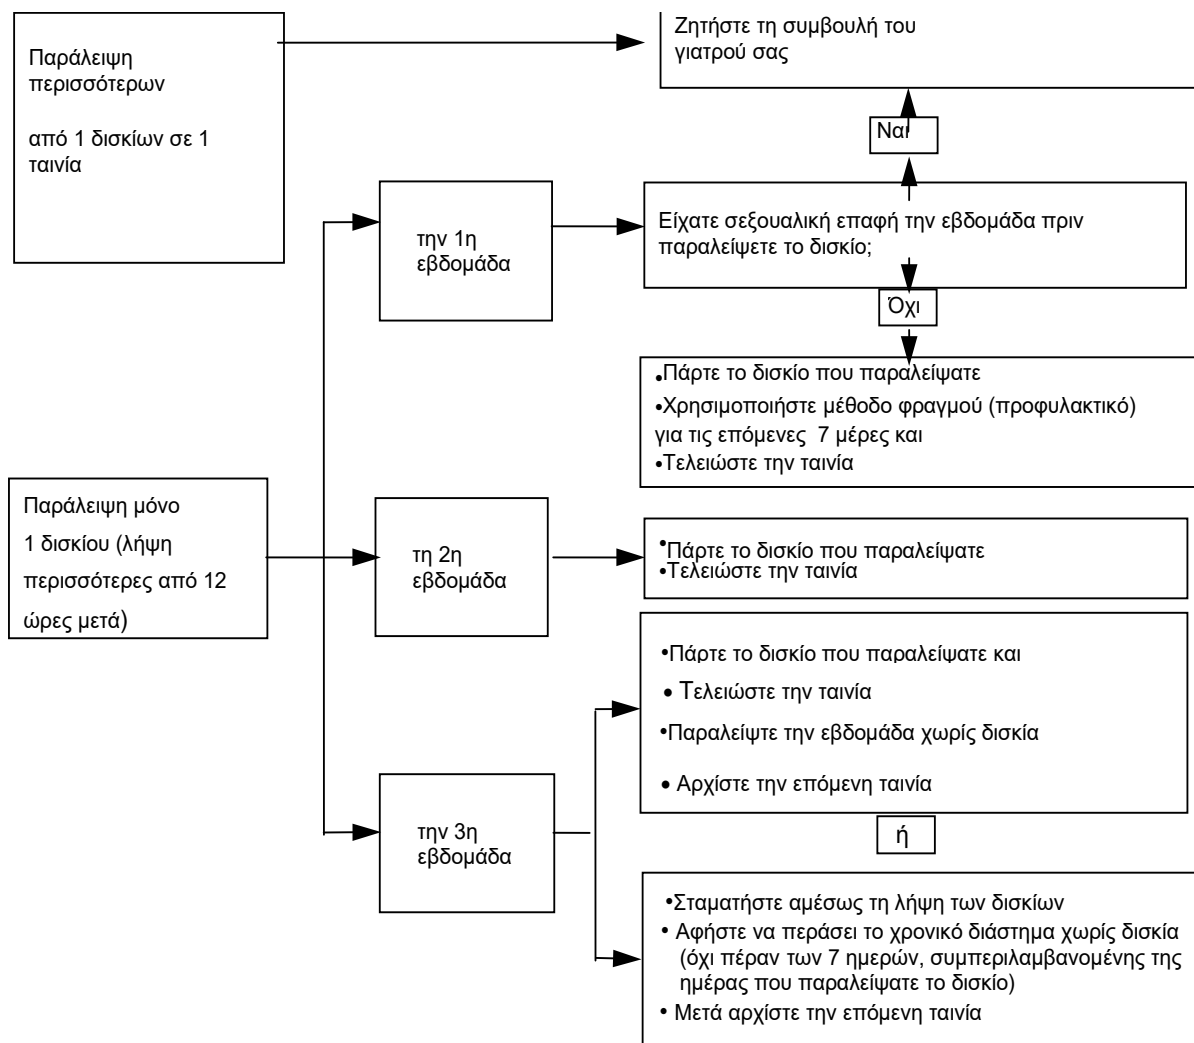 Παράλειψη
περισσότερων
από 1 δισκίων σε 1
ταινία
Ζητήστε τη συμβουλή του
γιατρού σας
Ναι
την 1η
εβδομάδα
Είχατε σεξουαλική επαφή την εβδομάδα πριν
παραλείψετε το δισκίο;
Όχι
•Πάρτε το δισκίο που παραλείψατε
•Χρησιμοποιήστε μέθοδο φραγμού (προφυλακτικό)
για τις επόμενες 7 μέρες και
•Τελειώστε την ταινία
Παράλειψη μόνο
1 δισκίου (λήψη
περισσότερες από 12
ώρες μετά)
τη 2η
εβδομάδα
•Πάρτε το δισκίο που παραλείψατε
•Τελειώστε την ταινία
•Πάρτε το δισκίο που παραλείψατε και
• Τελειώστε την ταινία
•Παραλείψτε την εβδομάδα χωρίς δισκία
• Αρχίστε την επόμενη ταινία
την 3η
εβδομάδα
ή
•Σταματήστε αμέσως τη λήψη των δισκίων
• Αφήστε να περάσει το χρονικό διάστημα χωρίς δισκία
(όχι πέραν των 7 ημερών, συμπεριλαμβανομένης της
ημέρας που παραλείψατε το δισκίο)
• Μετά αρχίστε την επόμενη ταινία